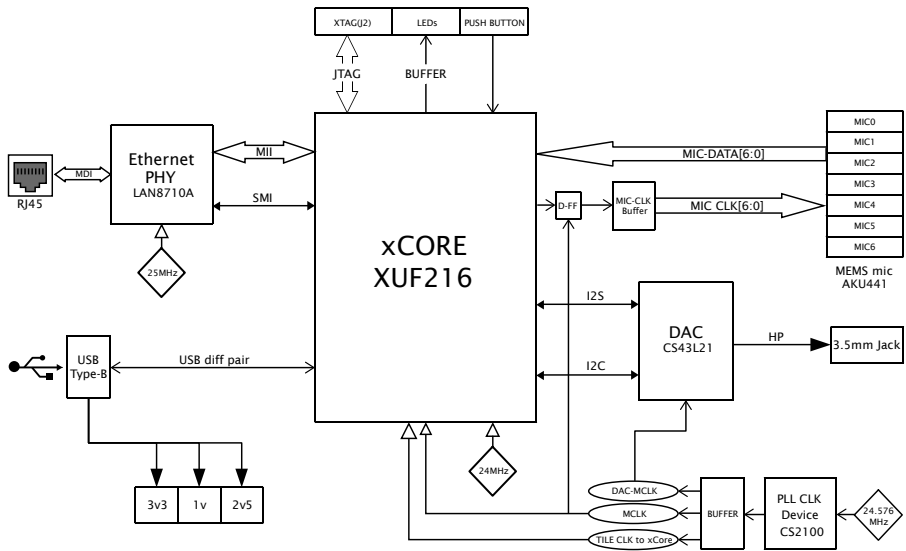 XTAG(J2)
LEDs
PUSH BUTTON
JTAG
BUFFER
MIC0
MIC1
MIC2
MIC3
MIC4
MIC5
MIC6
MEMS mic
AKU441
MIC-DATA[6:0]
MIC CLK[6:0]
MIC-CLK
Buffer
D-FF
Ethernet
PHY
LAN8710A
MII
SMI
MDI
RJ45
25MHz
xCORE
XUF216
I2S
I2C
DAC
CS43L21
HP
3.5mm Jack
USB
Type-B
USB diff pair
3v3
1v
2v5
24MHz
DAC-MCLK
MCLK
TILE CLK to xCore
BUFFER
PLL CLK
Device
CS2100
24.576
MHz